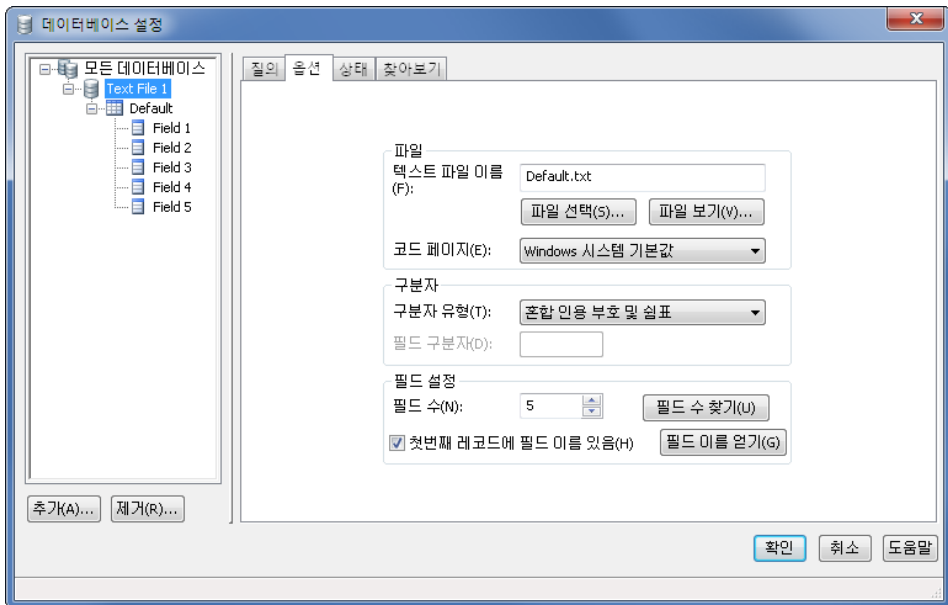 데이터베이스 설정
모든 데이터베이스
Text File 1
Default
Field 1
Field 2
Field 3
Field 4
Field 5
추가(A)...
제거(R)...
질의
옵션
상태
찾아보기
파일
텍스트 파일 이름
(F):
Default.txt
파일 선택(S)...
파일 보기(V)...
코드 페이지(E):
Windows 시스템 기본값
구분자
구분자 유형(T):
혼합 인용 부호 및 쉼표
필드 구분자(D):
필드 설정
필드 수(N):
5
필드 수 찾기(U)
첫번째 레코드에 필드 이름 있음(H)
필드 이름 얻기(G)
확인
취소
도움말